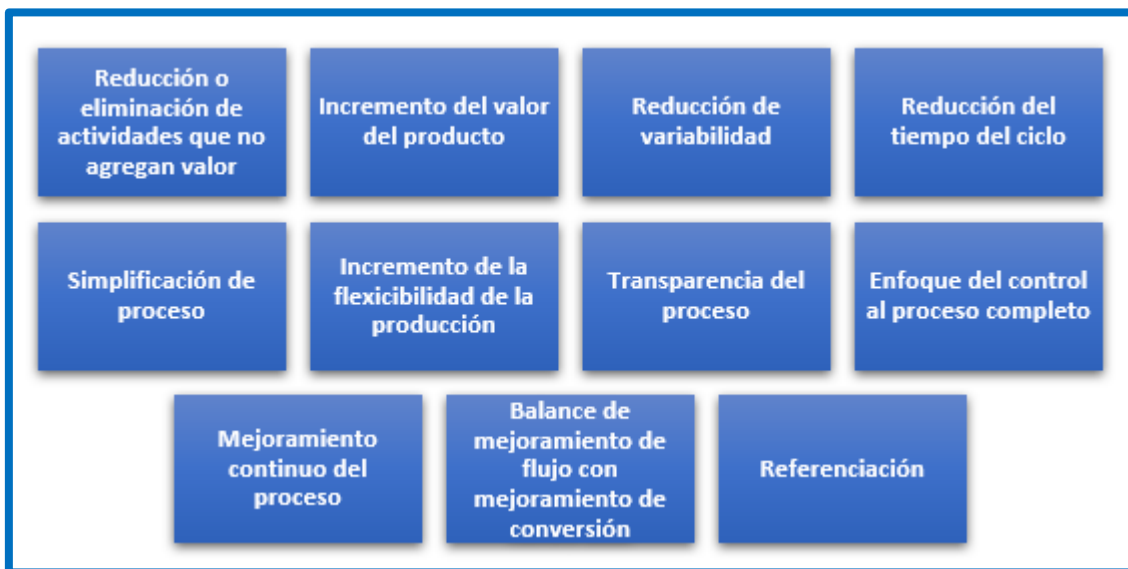 Reducción o
eliminación de
actividades que no
agregan valor
Incremento del valor
del producto
Reducción de
variabilidad
Reducción del
tiempo del ciclo
Simplificación de
proceso
Incremento de la
flexicibilidad de la
producción
Transparencia del
proceso
Enfoque del control
al proceso completo
Mejoramiento
continuo del
proceso
Balance de
mejoramiento de
flujo con
mejoramiento de
conversión
Referenciación